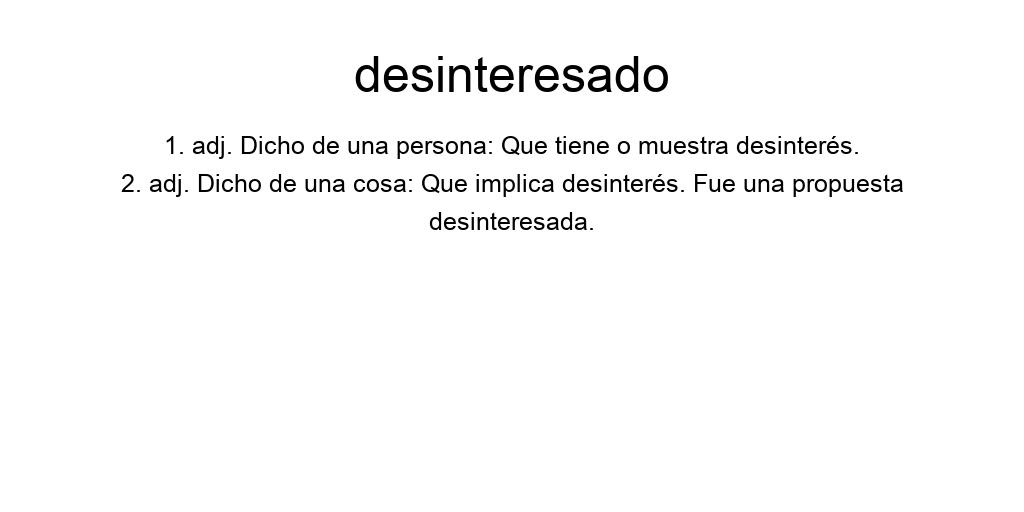 desinteresado
1. adj. Dicho de una persona: Que tiene o muestra desinterés.
2. adj. Dicho de una cosa: Que implica desinterés. Fue una propuesta
desinteresada.